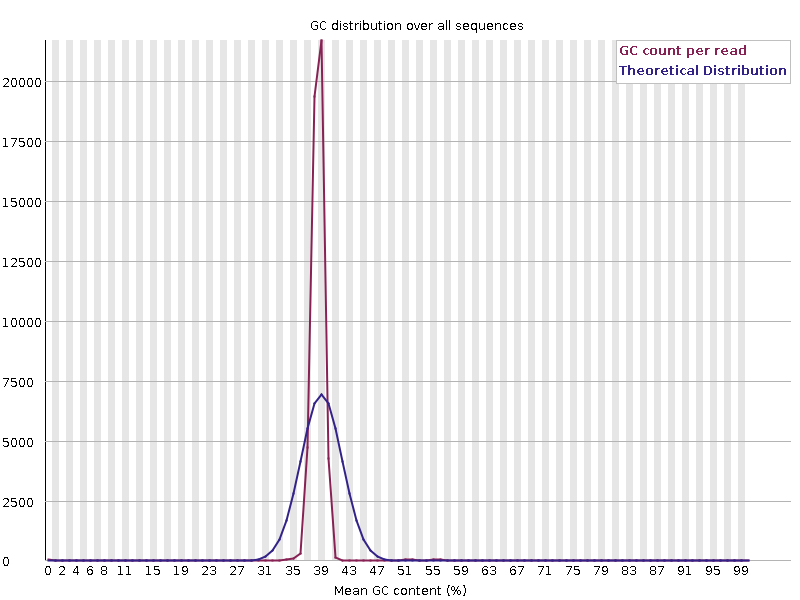 GC distribution over all sequences
GC count per read
Theoretical Distribution
20000
17500
15000
12500
10000
7500
5000
2500
0
0 2 4 6 8 11 15 19 23 27 31 35 39 43 47 51 55 59 63 67 71 75 79 83 87 91 95 99
Mean GC content (%)